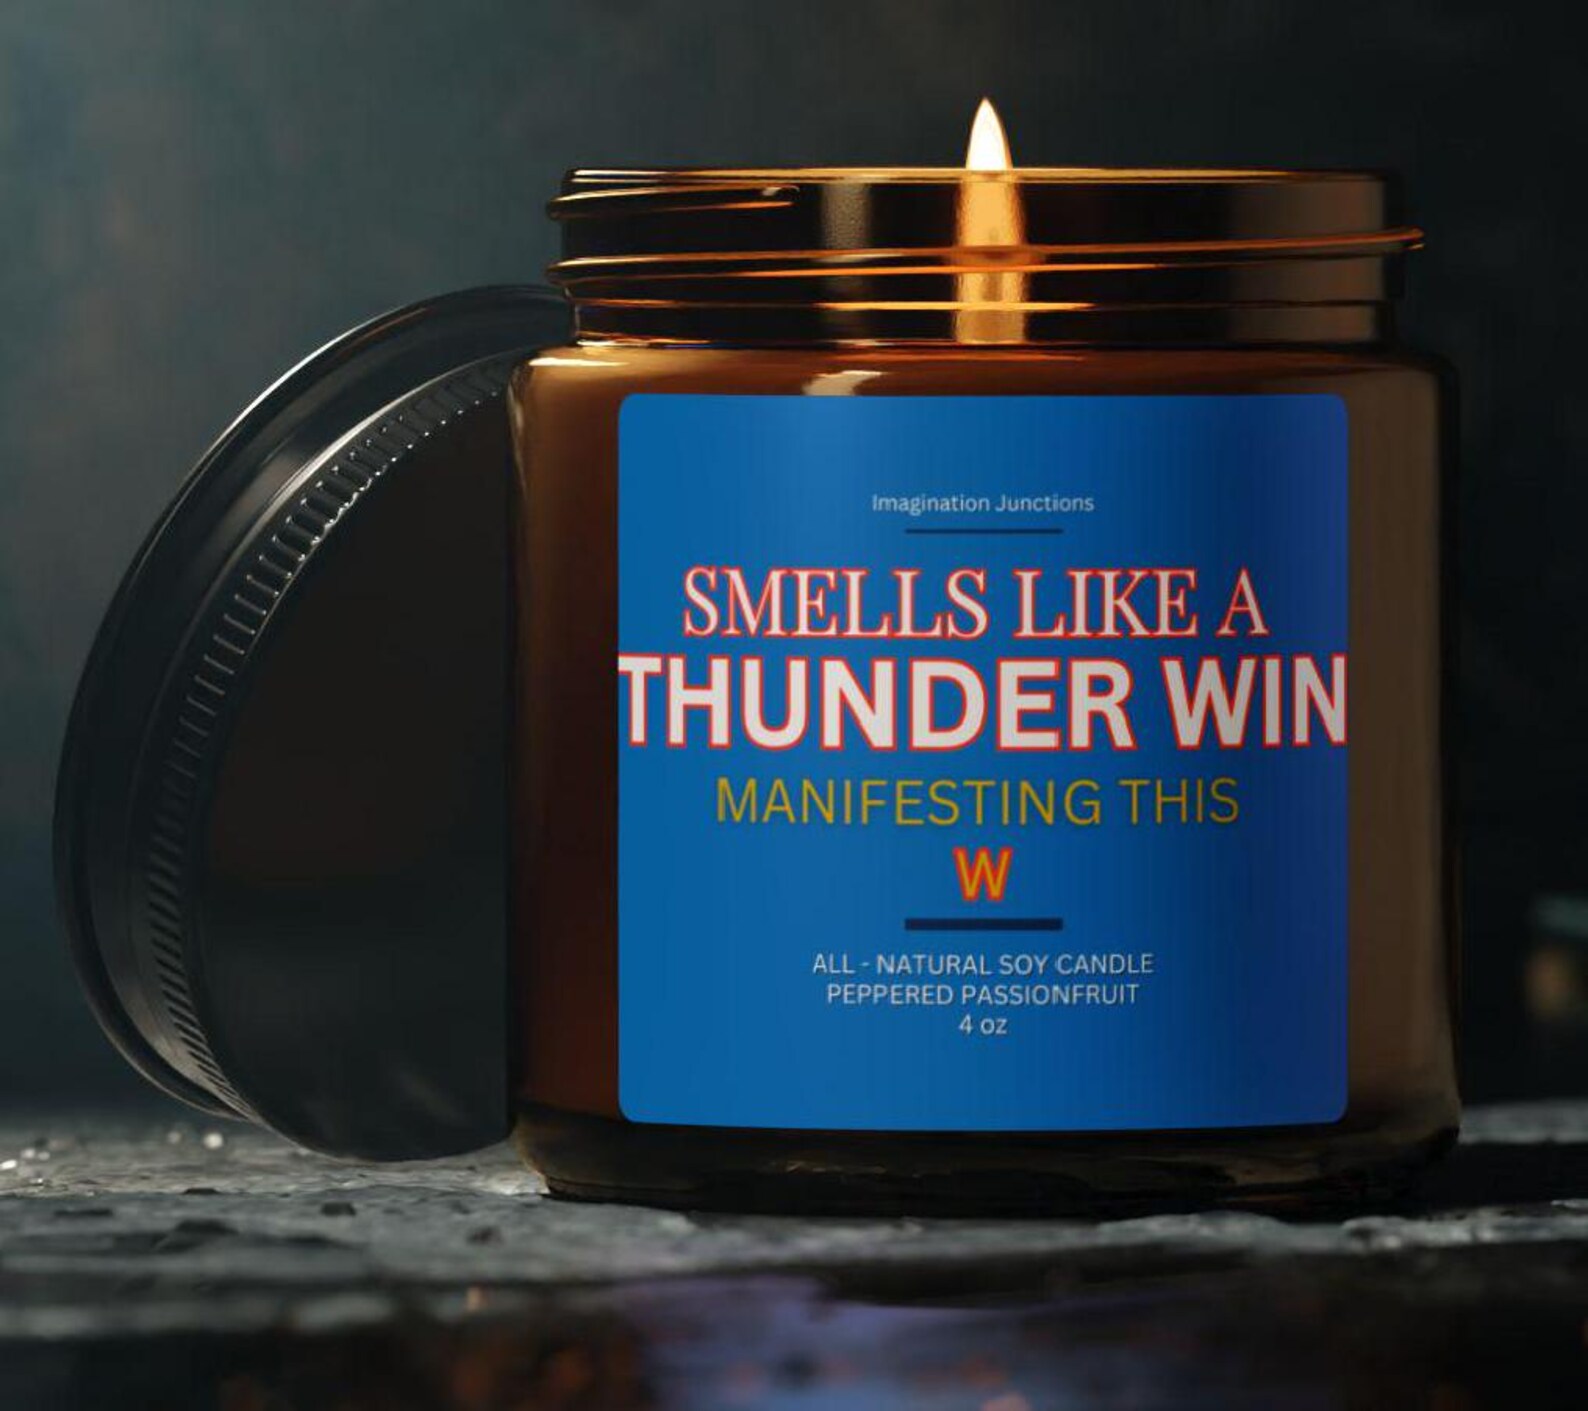 Imagination Junctions
SMELLS LIKE A
THUNDER WIN
MANIFESTING THIS
W
ALL - NATURAL SOY CANDLE
PEPPERED PASSIONFRUIT
4 oz